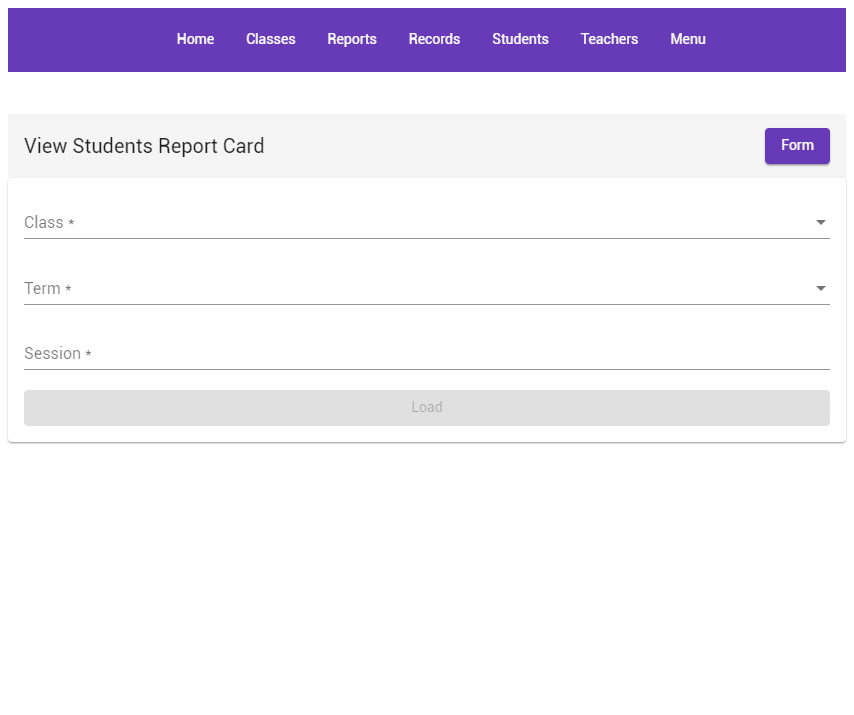 Home Classes Reports Records Students Teachers Menu
View Students Report Card Form
Class *
Term *
Session *
Load